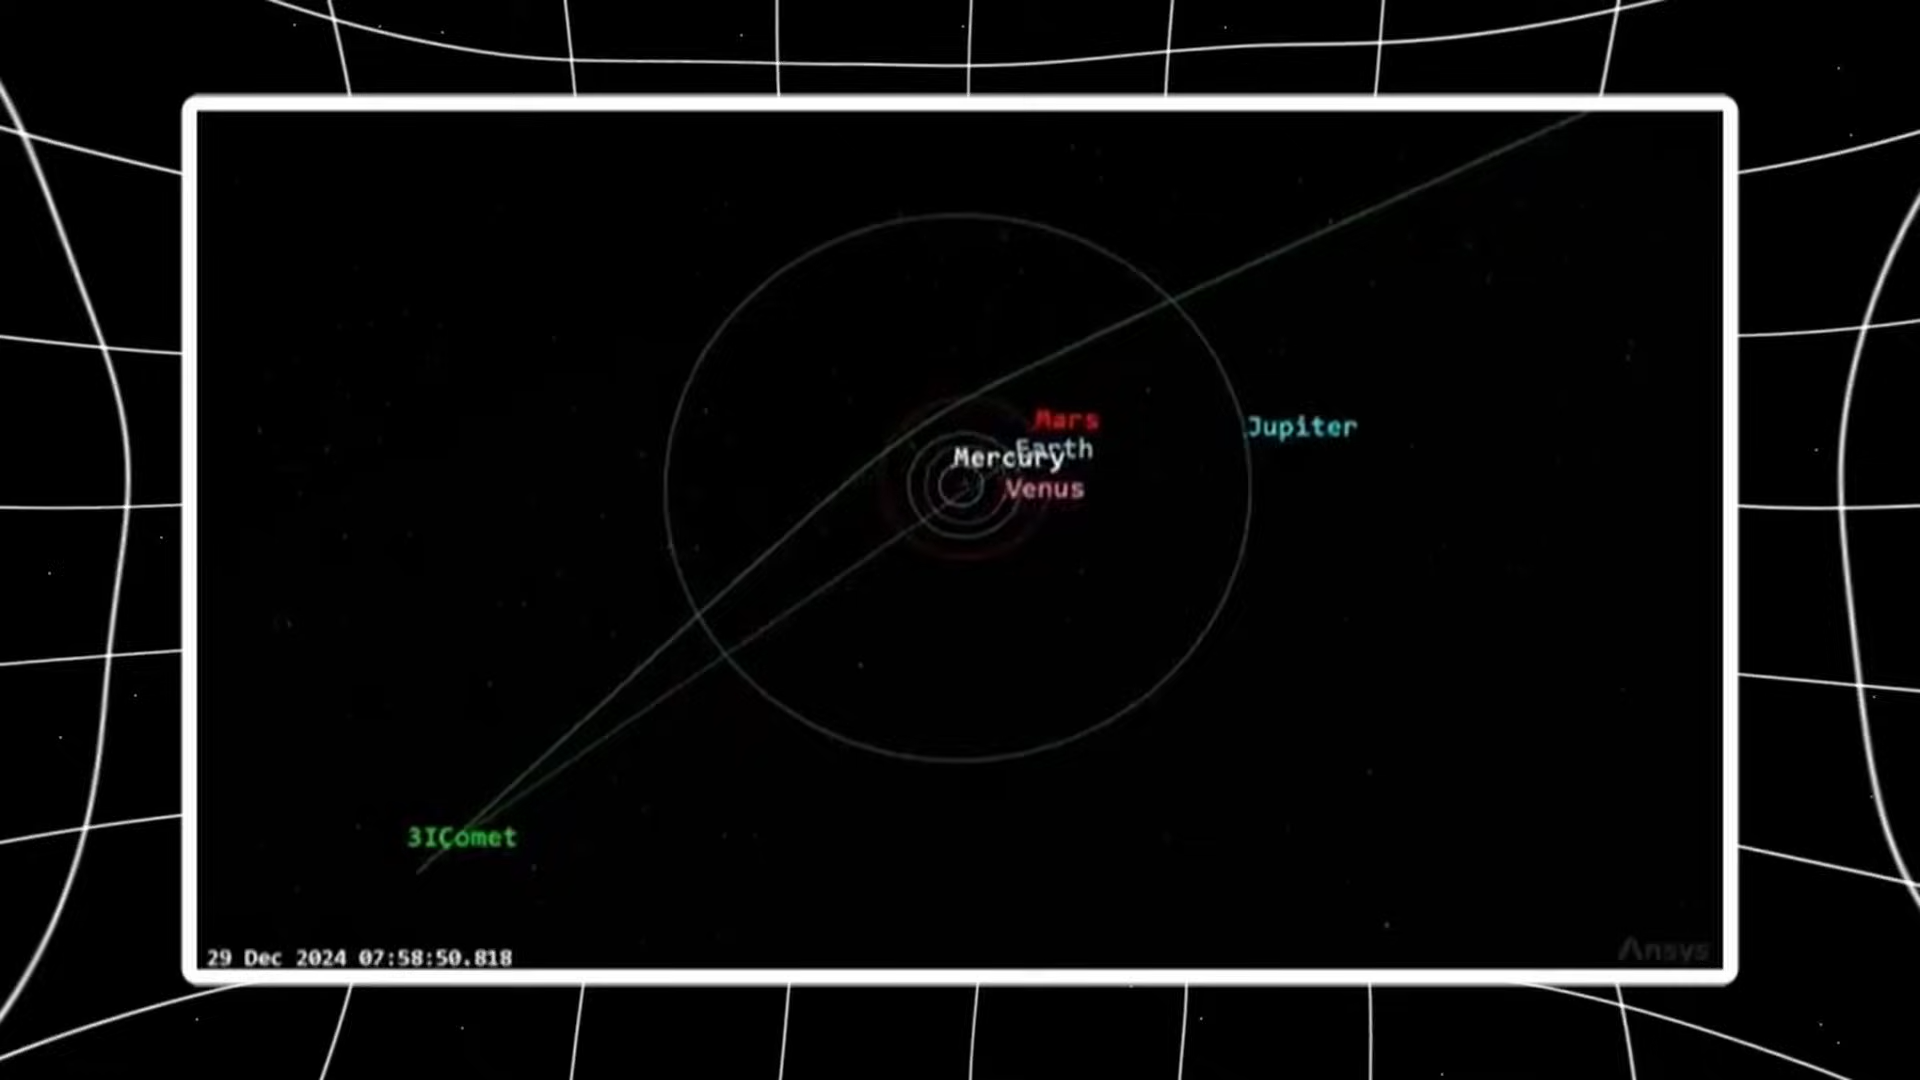 Mars
Earth
Mercury
Jupiter
Venus
3IComet
29 Dec 2024 07:58:50.818
Ansys